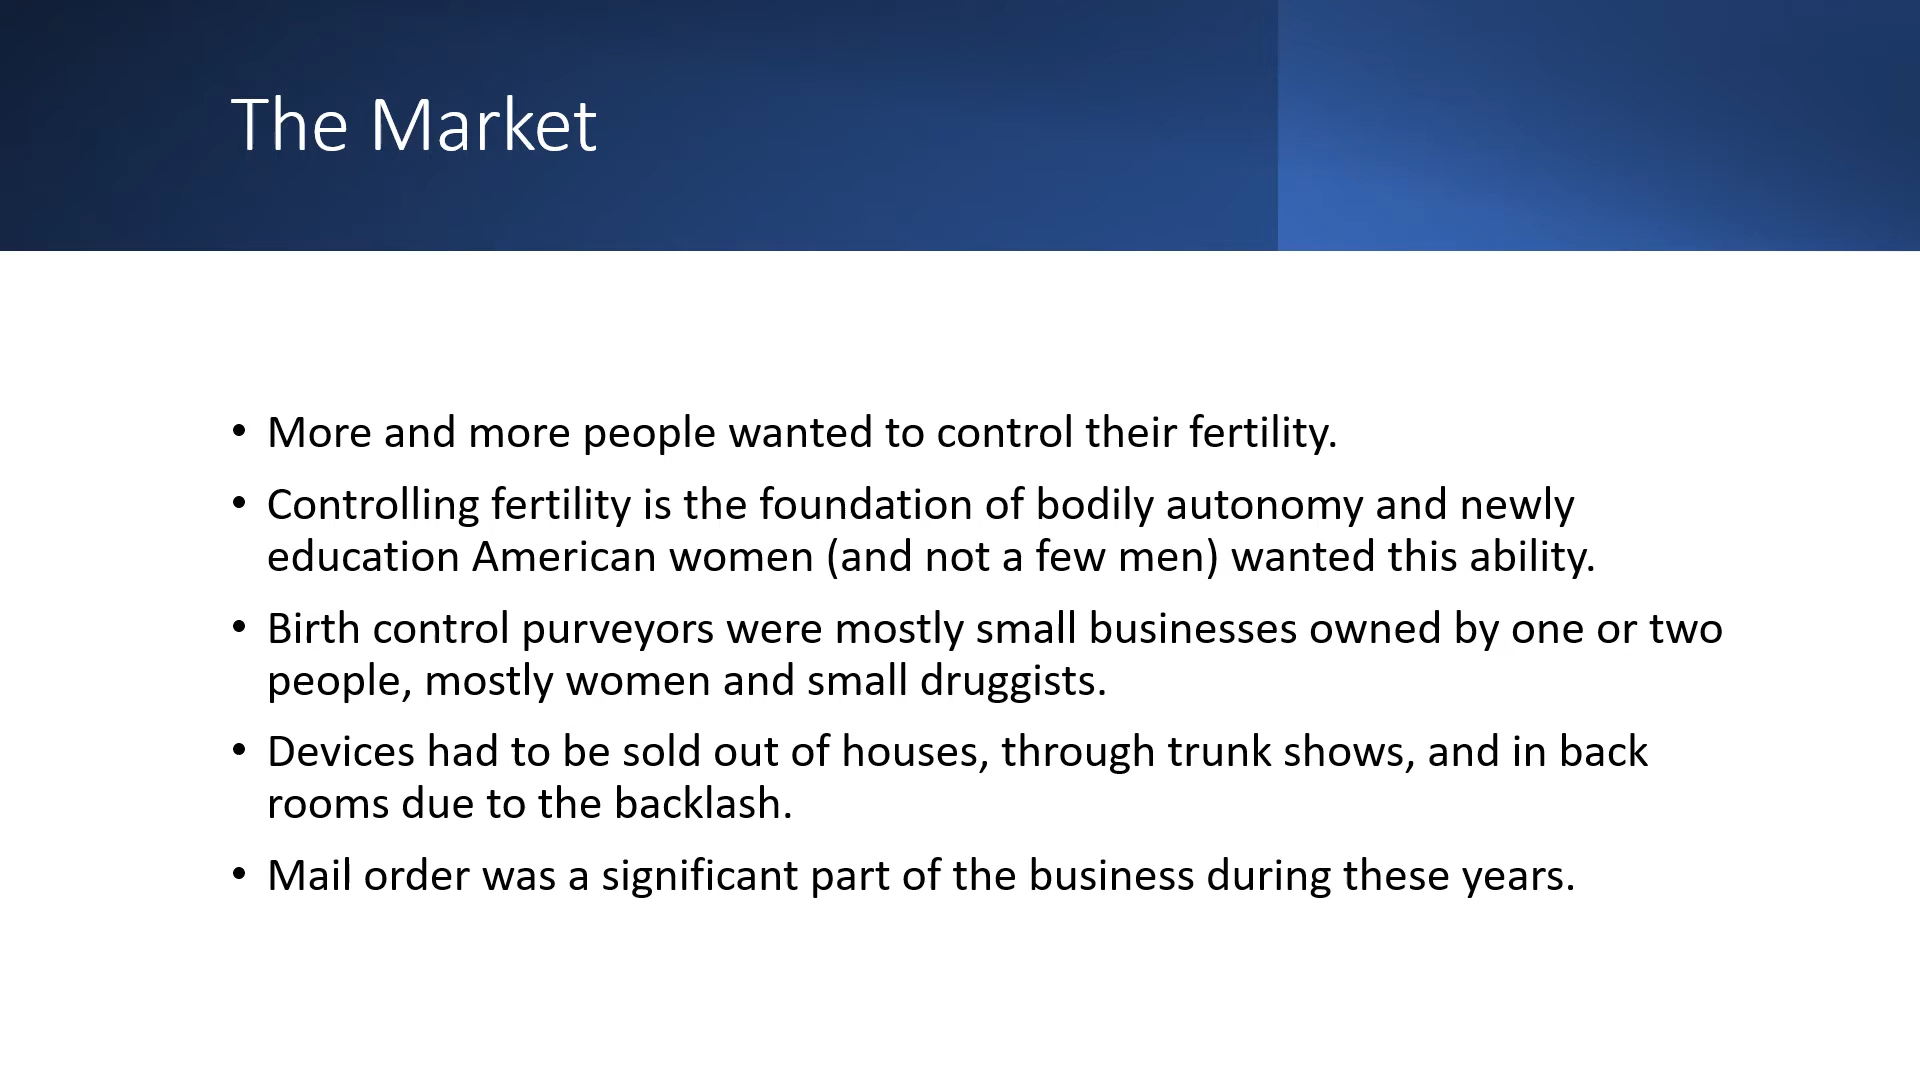 The Market
• More and more people wanted to control their fertility.
• Controlling fertility is the foundation of bodily autonomy and newly
education American women (and not a few men) wanted this ability.
• Birth control purveyors were mostly small businesses owned by one or two
people, mostly women and small druggists.
• Devices had to be sold out of houses, through trunk shows, and in back
rooms due to the backlash.
• Mail order was a significant part of the business during these years.